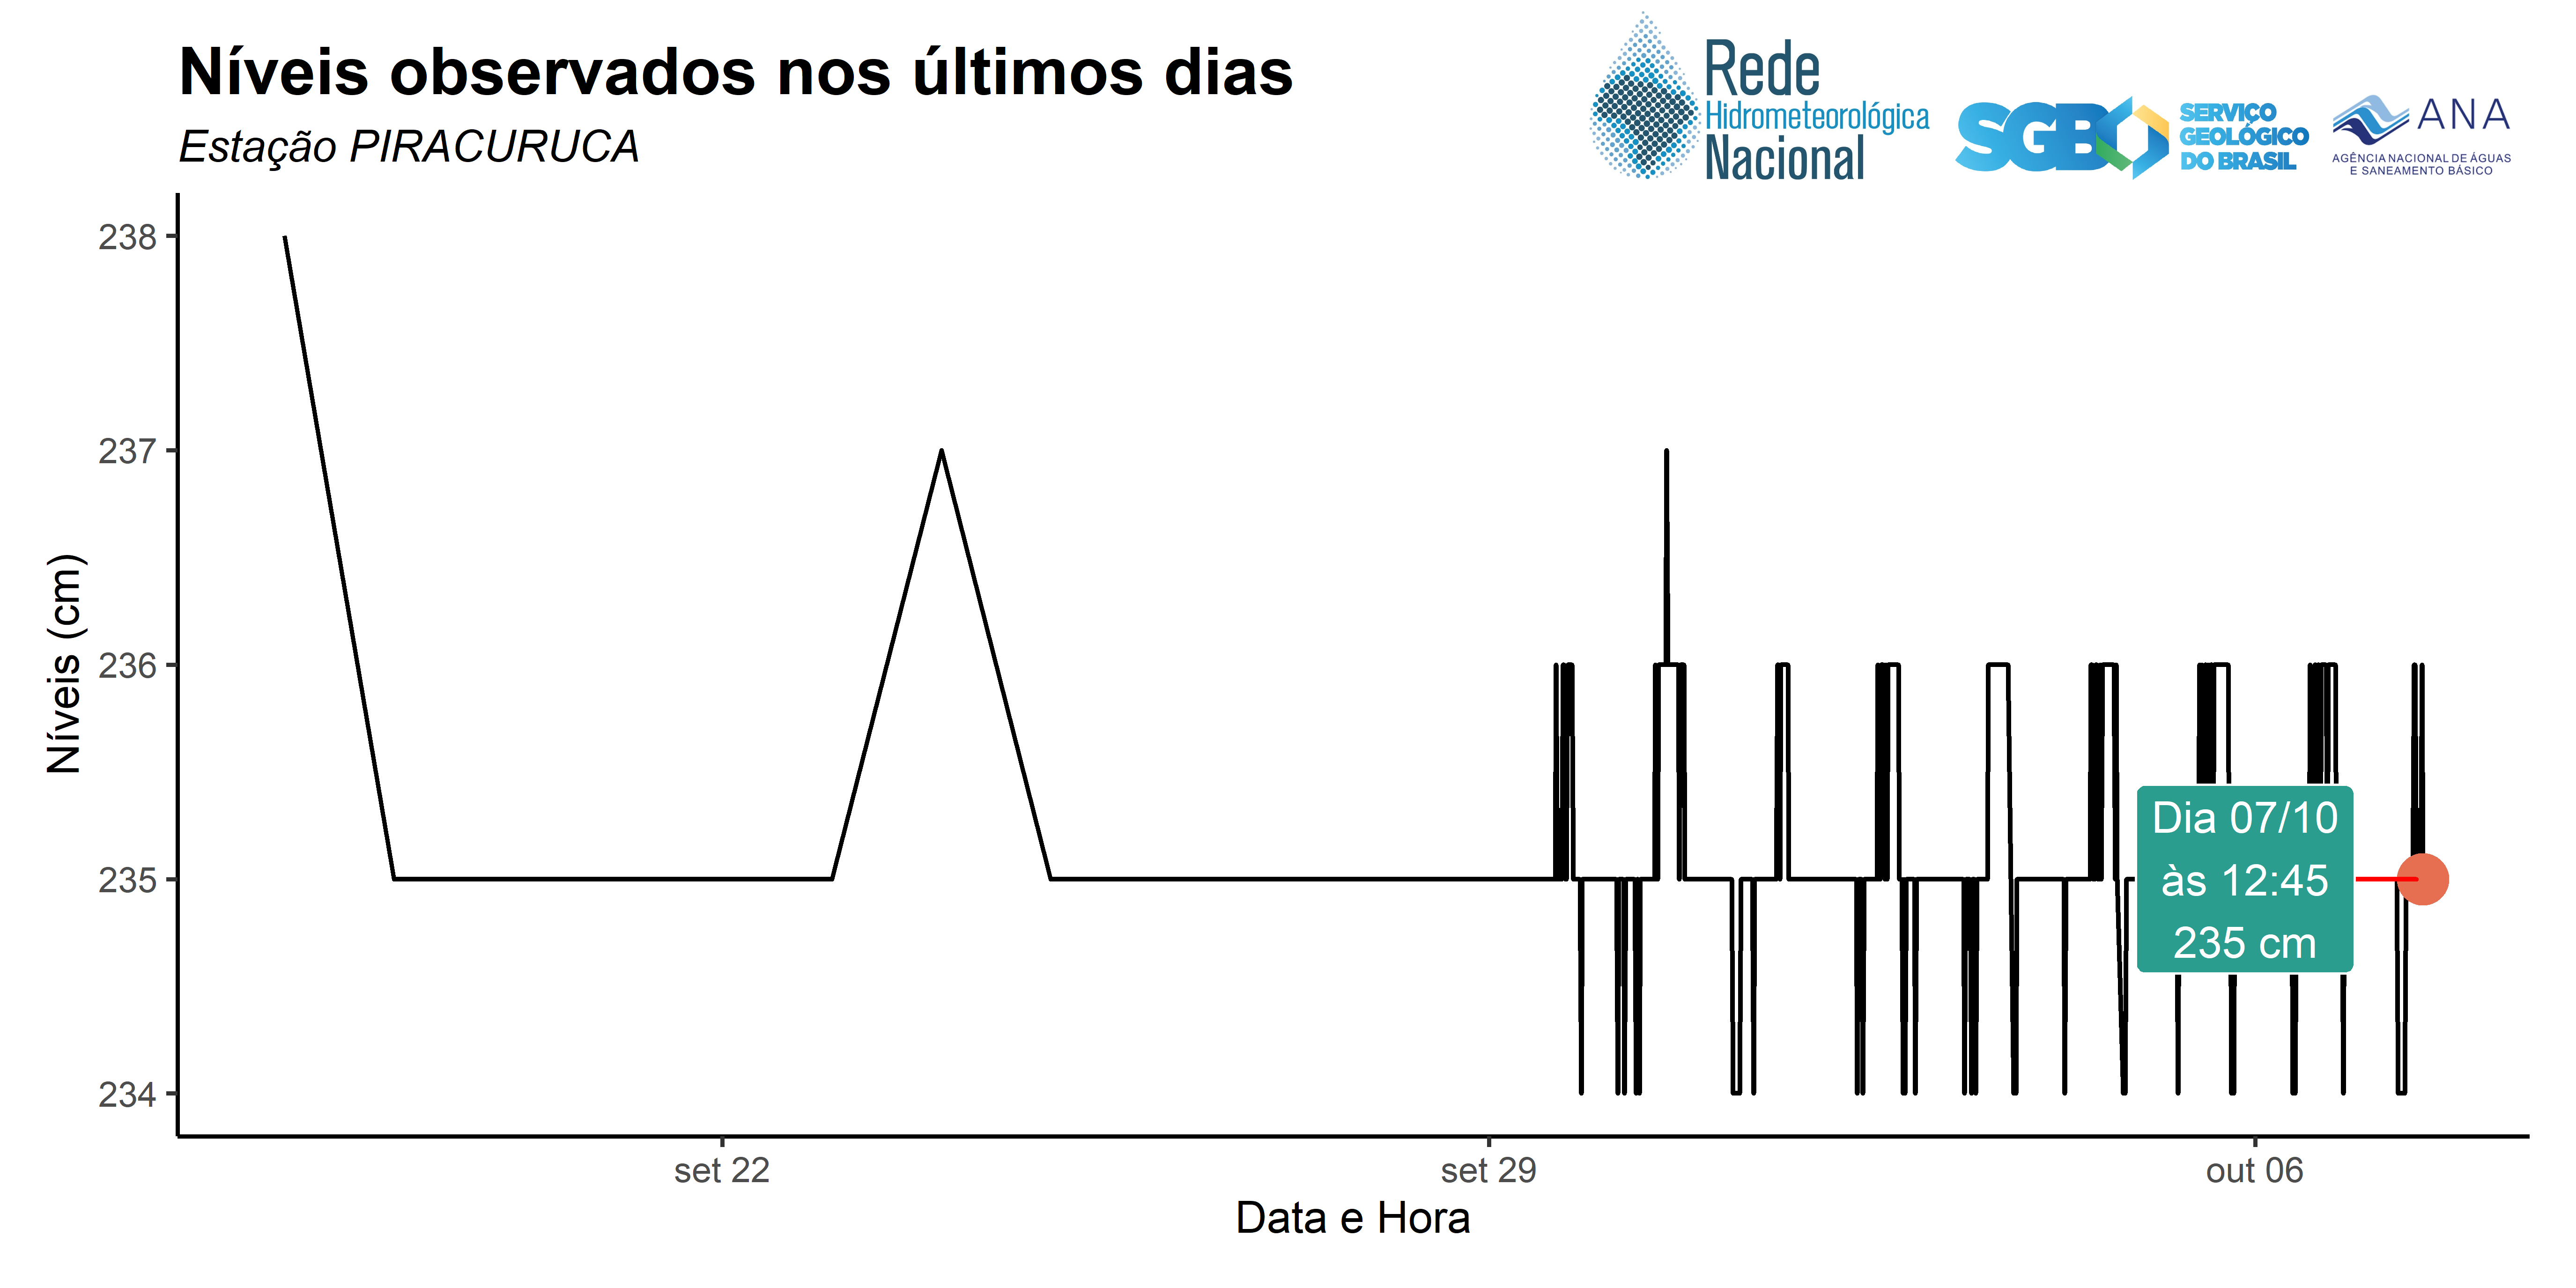 Níveis observados nos últimos dias
Estação PIRACURUCA
Rede
Hidrometeorológica
Nacional
SGB
SERVIÇO
GEOLÓGICO
DO BRASIL
ANA
AGÊNCIA NACIONAL DE ÁGUAS
E SANEAMENTO BÁSICO
Níveis (cm)
238
237
236
235
234
Dia 07/10
às 12:45
235 cm
set 22
set 29
out 06
Data e Hora